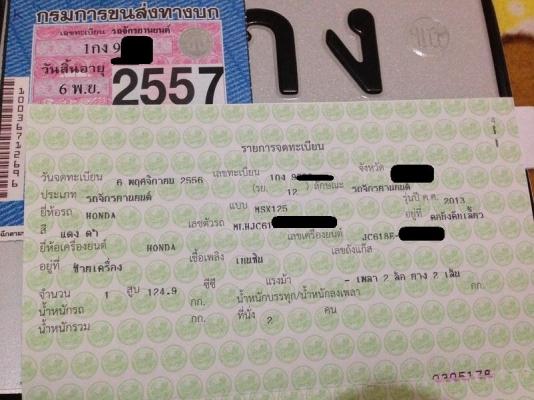 กรมการขนส่งทางบก
เลขทะเบียน รถจักรยานยนต์
1กง 9
วันสิ้นอายุ
6 พ.ย. 2557
กง
รายการจดทะเบียน
วันจดทะเบียน 6 พฤศจิกายน 2556 เลขทะเบียน 1กง 9 จังหวัด
ประเภท รถจักรยานยนต์ (รย. 12) ลักษณะ รถจักรยานยนต์
ยี่ห้อรถ HONDA แบบ MSX125 รุ่นปี ค.ศ. 2013
สี แดง ดำ เลขตัวรถ MLHJC61 อยู่ที่ คอถังคับเลี้ยว
ยี่ห้อเครื่องยนต์ HONDA เลขเครื่องยนต์ JC61BE-
อยู่ที่ ซ้ายเครื่อง เชื้อเพลิง เบนซิน เลขถังแก๊ส
จำนวน 1 สูบ 124.9 ซีซี แรงม้า - เพลา 2 ล้อ ยาง 2 เส้น
น้ำหนักรถ กก. น้ำหนักบรรทุก/น้ำหนักลงเพลา กก.
น้ำหนักรวม กก. ที่นั่ง 2 คน